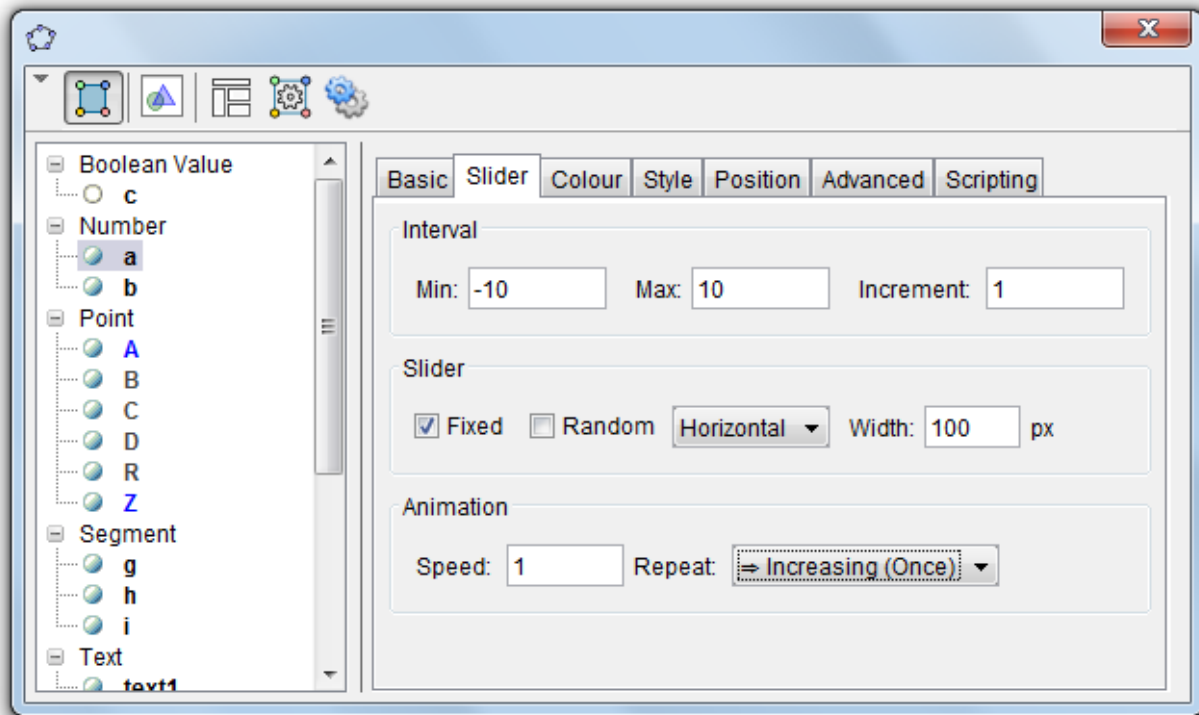 Boolean Value
c
Number
a
b
Point
A
B
C
D
R
Z
Segment
g
h
i
Text
text1
Basic Slider Colour Style Position Advanced Scripting
Interval
Min: -10 Max: 10 Increment: 1
Slider
Fixed Random Horizontal Width: 100 px
Animation
Speed: 1 Repeat: ⇒ Increasing (Once)